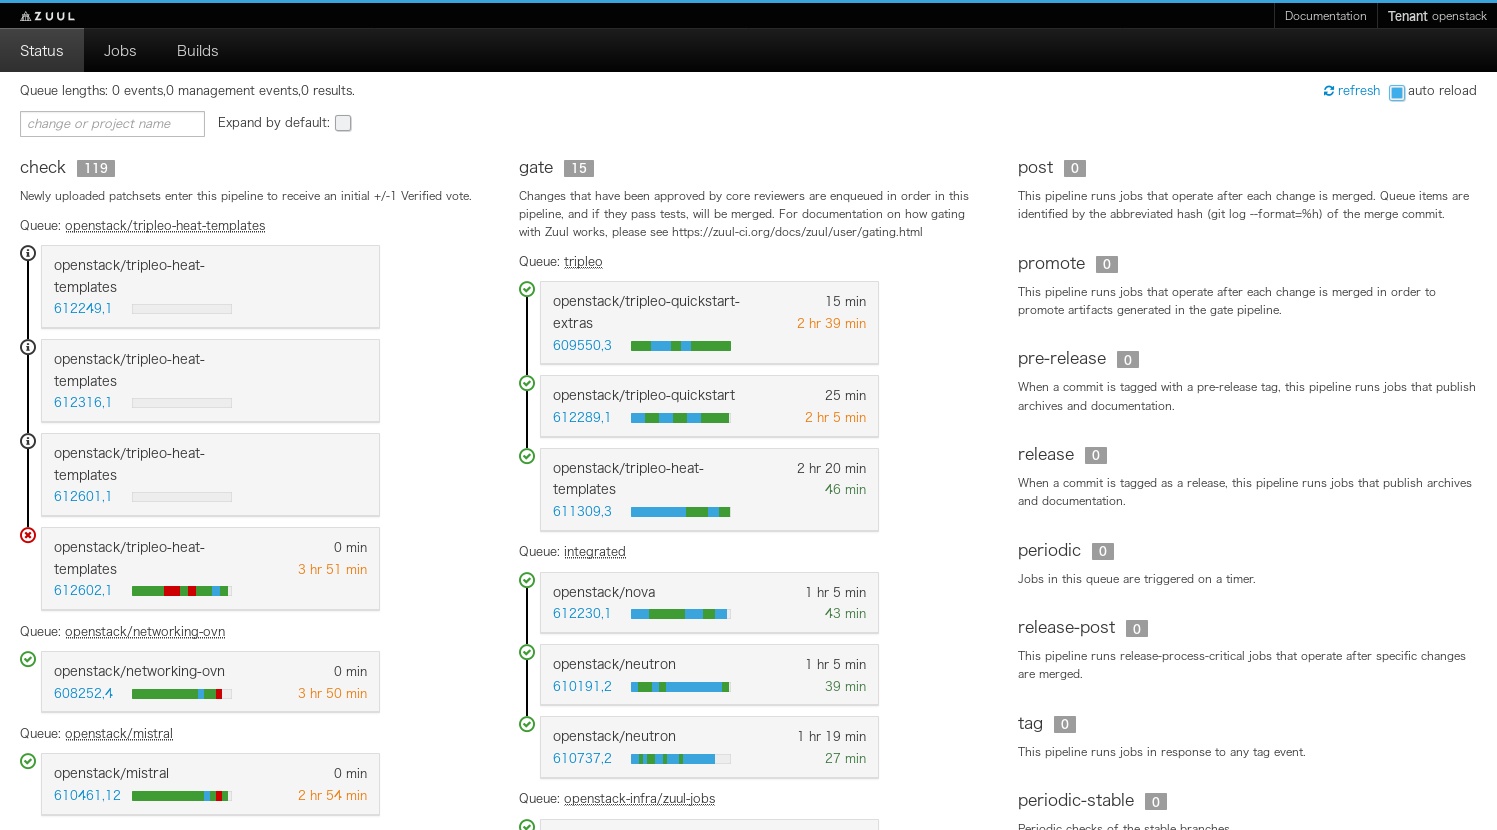 ZUUL
Documentation
Tenant openstack
Status
Jobs
Builds
Queue lengths: 0 events,0 management events,0 results.
refresh
auto reload
change or project name
Expand by default:
check 119
Newly uploaded patchsets enter this pipeline to receive an initial +/-1 Verified vote.
Queue: openstack/tripleo-heat-templates
openstack/tripleo-heat-
templates
612249,1
openstack/tripleo-heat-
templates
612316,1
openstack/tripleo-heat-
templates
612601,1
openstack/tripleo-heat-
templates
612602,1
0 min
3 hr 51 min
Queue: openstack/networking-ovn
openstack/networking-ovn
608252,4
0 min
3 hr 50 min
Queue: openstack/mistral
openstack/mistral
610461,12
0 min
2 hr 54 min
gate 15
Changes that have been approved by core reviewers are enqueued in order in this
pipeline, and if they pass tests, will be merged. For documentation on how gating
with Zuul works, please see https://zuul-ci.org/docs/zuul/user/gating.html
Queue: tripleo
openstack/tripleo-quickstart-
extras
609550,3
15 min
2 hr 39 min
openstack/tripleo-quickstart
612289,1
25 min
2 hr 5 min
openstack/tripleo-heat-
templates
611309,3
2 hr 20 min
46 min
Queue: integrated
openstack/nova
612230,1
1 hr 5 min
43 min
openstack/neutron
610191,2
1 hr 5 min
39 min
openstack/neutron
610737,2
1 hr 19 min
27 min
Queue: openstack-infra/zuul-jobs
post 0
This pipeline runs jobs that operate after each change is merged. Queue items are
identified by the abbreviated hash (git log --format=%h) of the merge commit.
promote 0
This pipeline runs jobs that operate after each change is merged in order to
promote artifacts generated in the gate pipeline.
pre-release 0
When a commit is tagged with a pre-release tag, this pipeline runs jobs that publish
archives and documentation.
release 0
When a commit is tagged as a release, this pipeline runs jobs that publish archives
and documentation.
periodic 0
Jobs in this queue are triggered on a timer.
release-post 0
This pipeline runs release-process-critical jobs that operate after specific changes
are merged.
tag 0
This pipeline runs jobs in response to any tag event.
periodic-stable 0
Periodic checks of the stable branches.